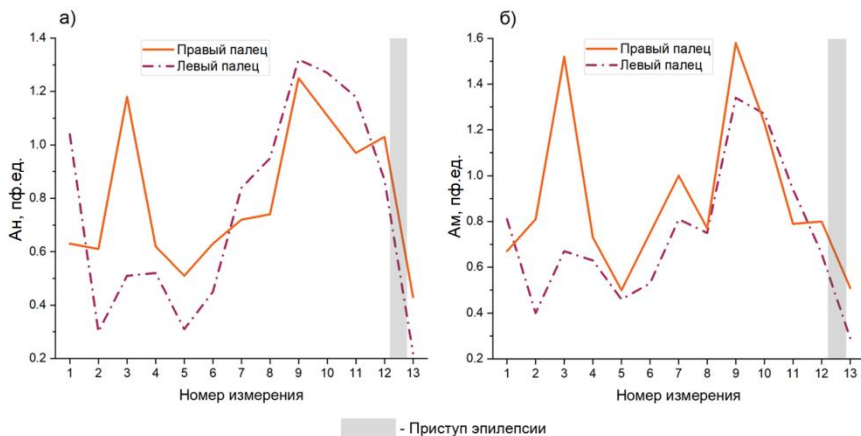 а)
1.4
1.2
1.0
0.8
0.6
0.4
0.2
Ан, пф.ед.
Правый палец
Левый палец
1 2 3 4 5 6 7 8 9 10 11 12 13
Номер измерения
б)
1.6
1.4
1.2
1.0
0.8
0.6
0.4
0.2
Ам, пф.ед.
Правый палец
Левый палец
1 2 3 4 5 6 7 8 9 10 11 12 13
Номер измерения
- Приступ эпилепсии